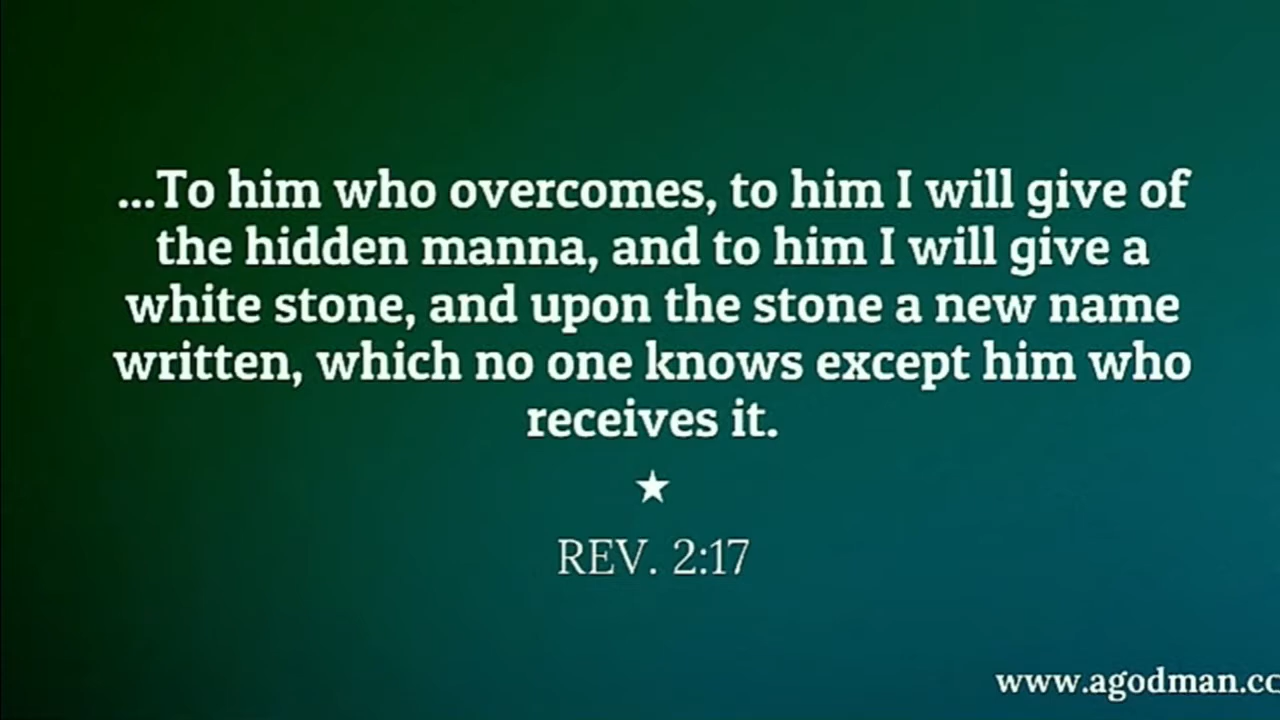 ...To him who overcomes, to him I will give of
the hidden manna, and to him I will give a
white stone, and upon the stone a new name
written, which no one knows except him who
receives it.
★
REV. 2:17
www.agodman.cc